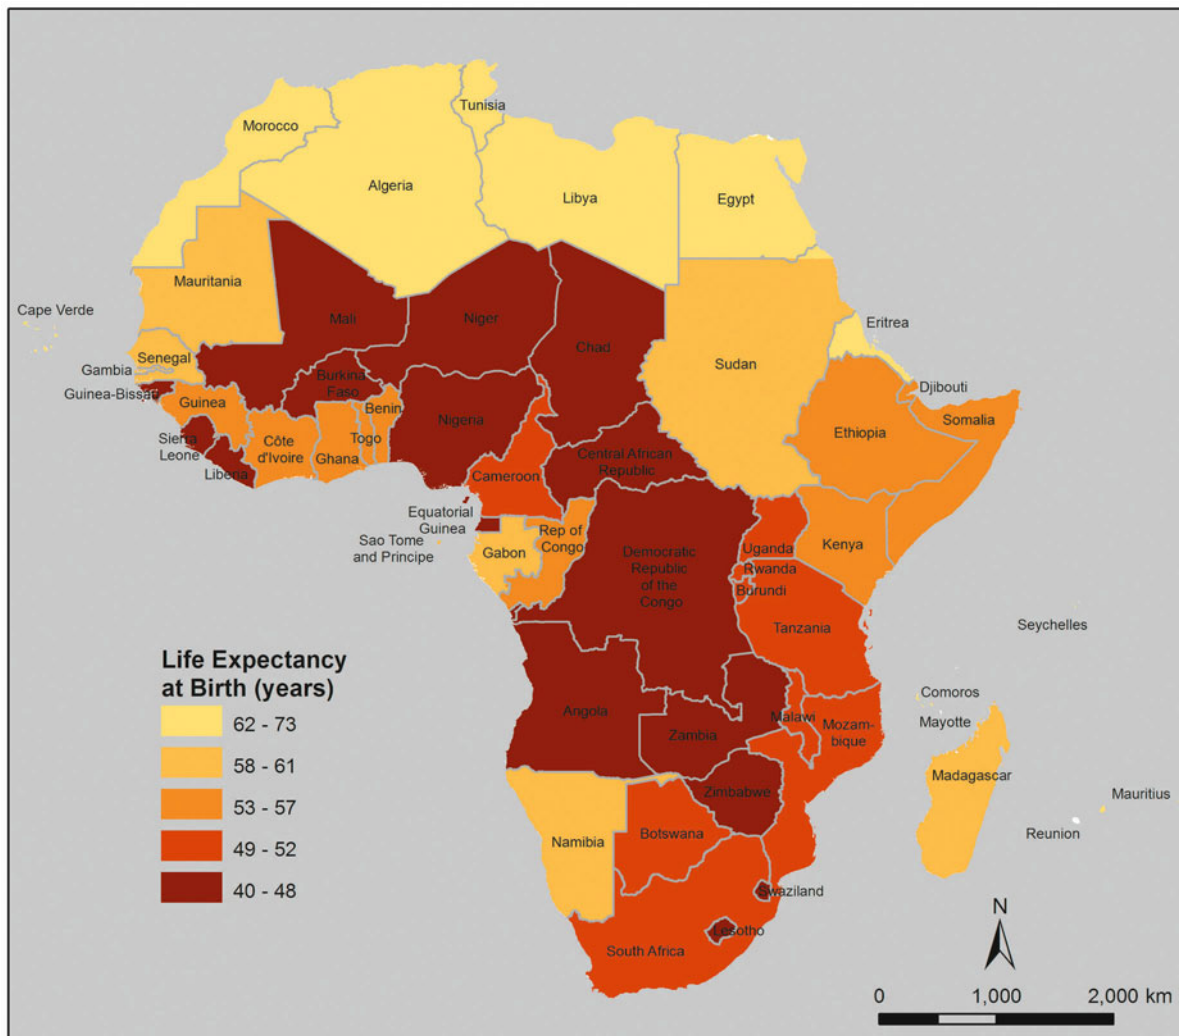 Tunisia
Morocco
Algeria
Libya
Egypt
Mauritania
Cape Verde
Mali
Niger
Chad
Eritrea
Senegal
Sudan
Gambia
Djibouti
Guinea-Bissau
Burkina
Faso
Guinea
Benin
Nigeria
Somalia
Sierra
Leone
Côte
d'Ivoire
Togo
Ghana
Ethiopia
Liberia
Central African
Republic
Cameroon
Equatorial
Guinea
Rep of
Congo
Sao Tome
and Principe
Gabon
Democratic
Republic
of the
Congo
Uganda
Kenya
Rwanda
Burundi
Tanzania
Seychelles
Life Expectancy
at Birth (years)
62 - 73
58 - 61
53 - 57
49 - 52
40 - 48
Comoros
Mayotte
Angola
Malawi
Mozam-
bique
Zambia
Madagascar
Zimbabwe
Mauritius
Reunion
Namibia
Botswana
Swaziland
Lesotho
South Africa
N
0 1,000 2,000 km